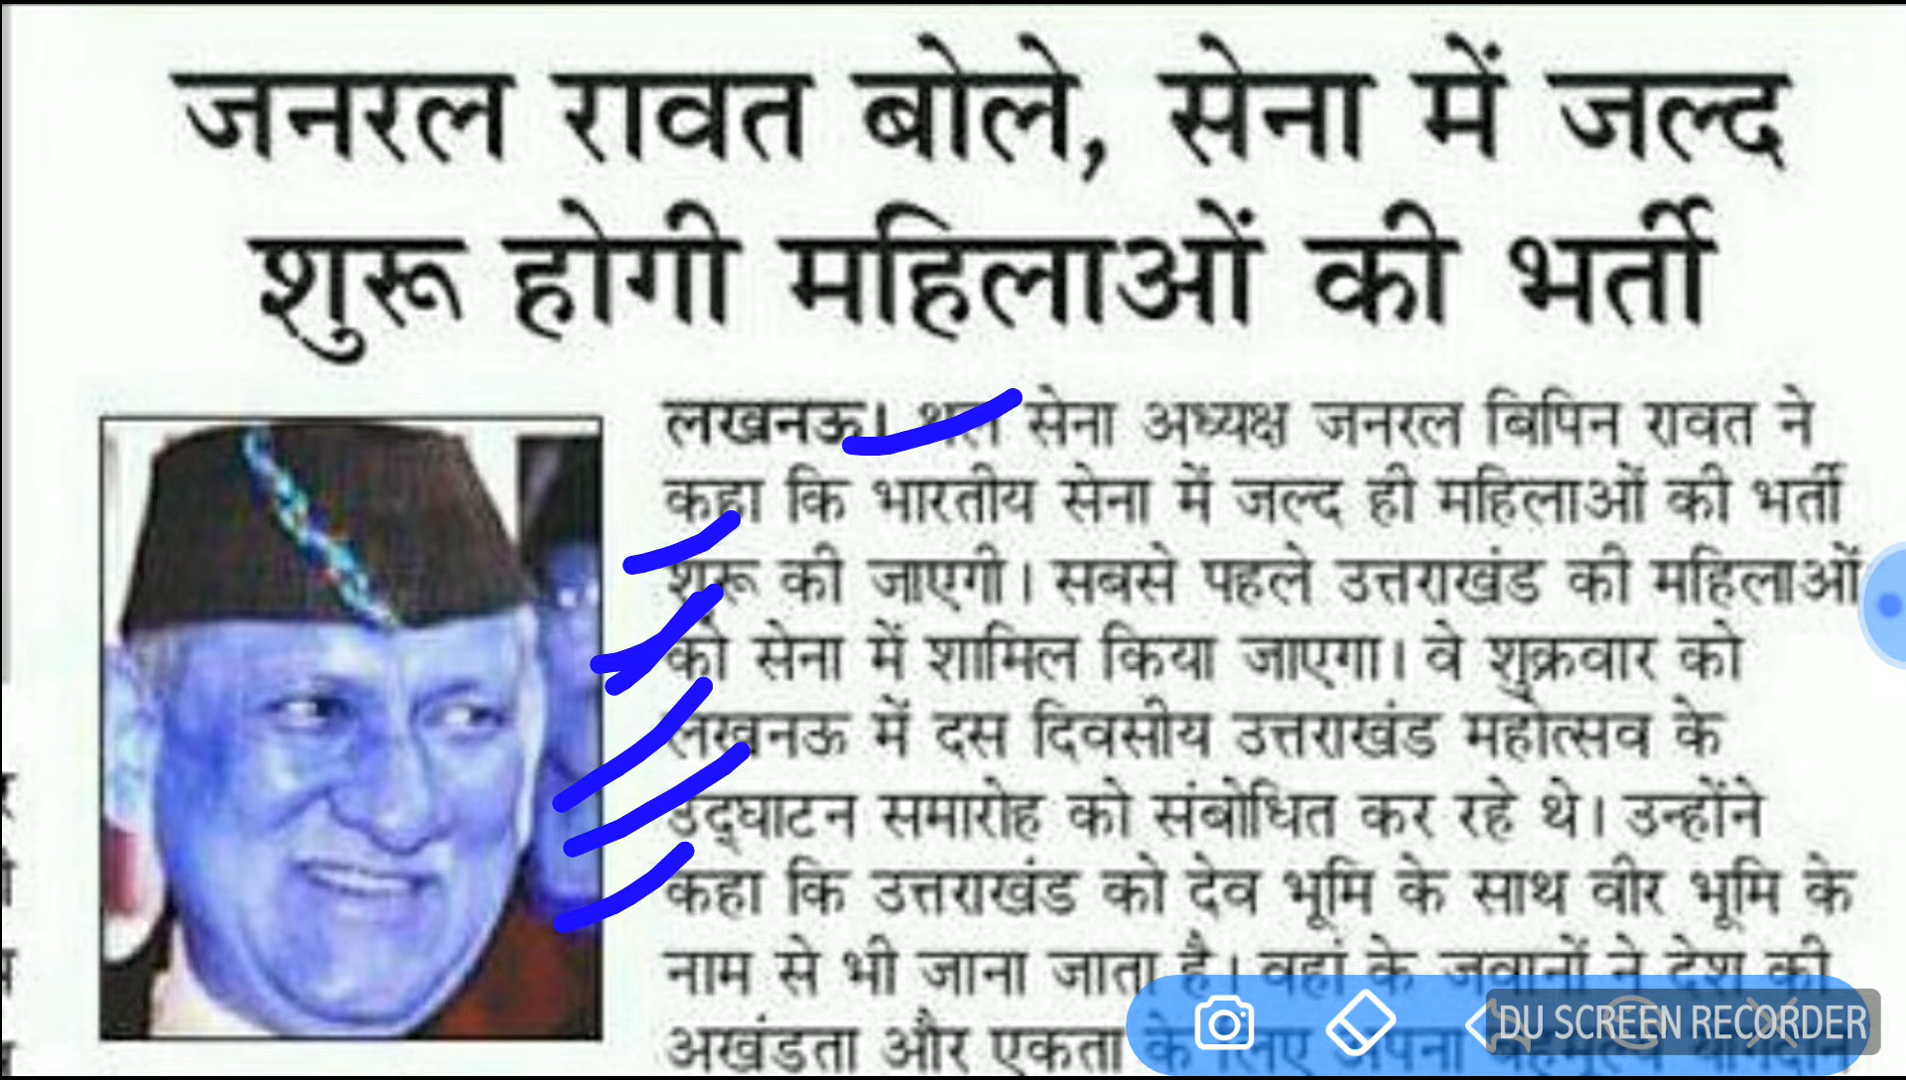 जनरल रावत बोले, सेना में जल्द
शुरू होगी महिलाओं की भर्ती
लखनऊ। थल सेना अध्यक्ष जनरल बिपिन रावत ने
कहा कि भारतीय सेना में जल्द ही महिलाओं की भर्ती
शुरू की जाएगी। सबसे पहले उत्तराखंड की महिलाओं
को सेना में शामिल किया जाएगा। वे शुक्रवार को
लखनऊ में दस दिवसीय उत्तराखंड महोत्सव के
उद्घाटन समारोह को संबोधित कर रहे थे। उन्होंने
कहा कि उत्तराखंड को देव भूमि के साथ वीर भूमि के
नाम से भी जाना जाता है। वहां के जवानों ने देश की
अखंडता और एकता के लिए अपना
DU SCREEN RECORDER